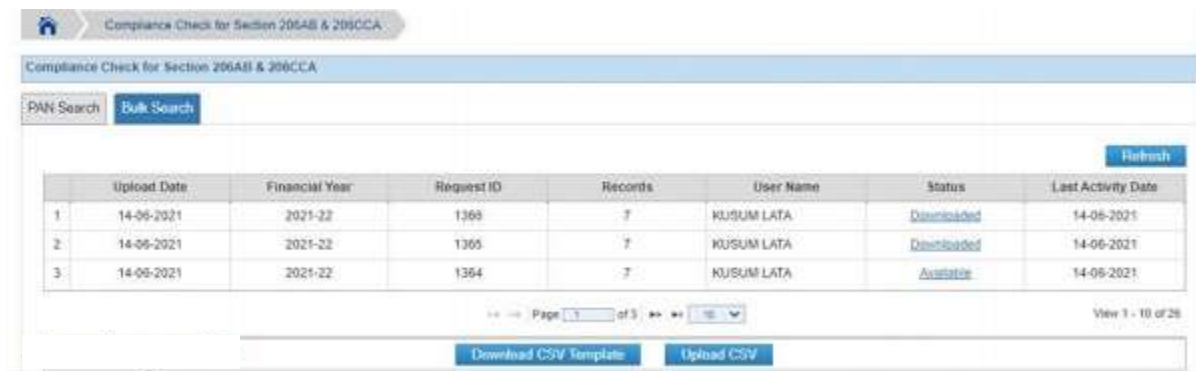 Compliance Check for Section 206AB & 206CCA
Compliance Check for Section 206AB & 206CCA
PAN Search Bulk Search
Refresh
Upload Date Financial Year Request ID Records User Name Status Last Activity Date
1 14-06-2021 2021-22 1366 7 KUSUM LATA Downloaded 14-06-2021
2 14-06-2021 2021-22 1365 7 KUSUM LATA Downloaded 14-06-2021
3 14-06-2021 2021-22 1364 7 KUSUM LATA Available 14-06-2021
Page 1 of 3 10 View 1 - 10 of 26
Download CSV Template Upload CSV